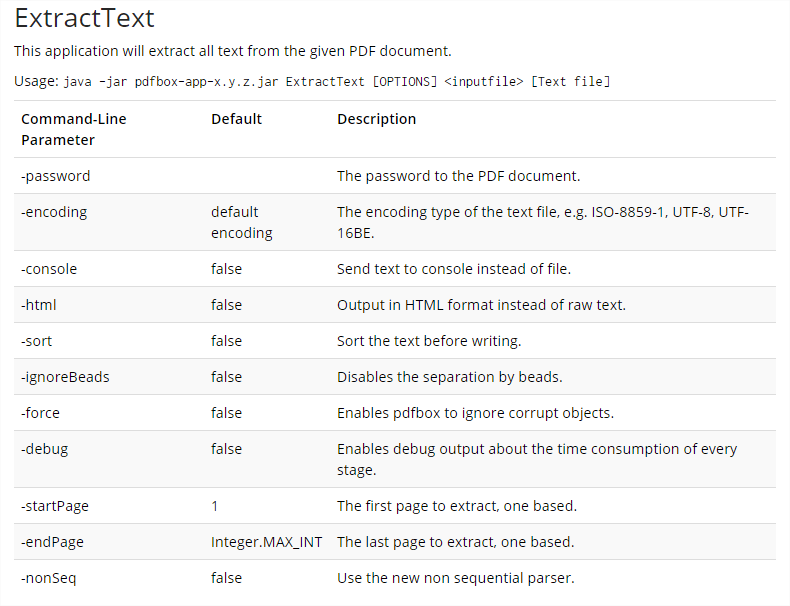 ExtractText
This application will extract all text from the given PDF document.
Usage: java -jar pdfbox-app-x.y.z.jar ExtractText [OPTIONS] <inputfile> [Text file]
Command-Line Parameter Default Description
-password The password to the PDF document.
-encoding default encoding The encoding type of the text file, e.g. ISO-8859-1, UTF-8, UTF-16BE.
-console false Send text to console instead of file.
-html false Output in HTML format instead of raw text.
-sort false Sort the text before writing.
-ignoreBeads false Disables the separation by beads.
-force false Enables pdfbox to ignore corrupt objects.
-debug false Enables debug output about the time consumption of every stage.
-startPage 1 The first page to extract, one based.
-endPage Integer.MAX_INT The last page to extract, one based.
-nonSeq false Use the new non sequential parser.